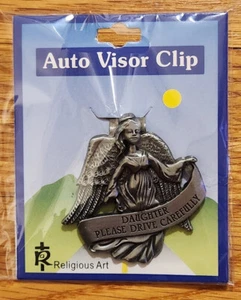 Auto Visor Clip
DAUGHTER
PLEASE DRIVE CAREFULLY
Religious Art